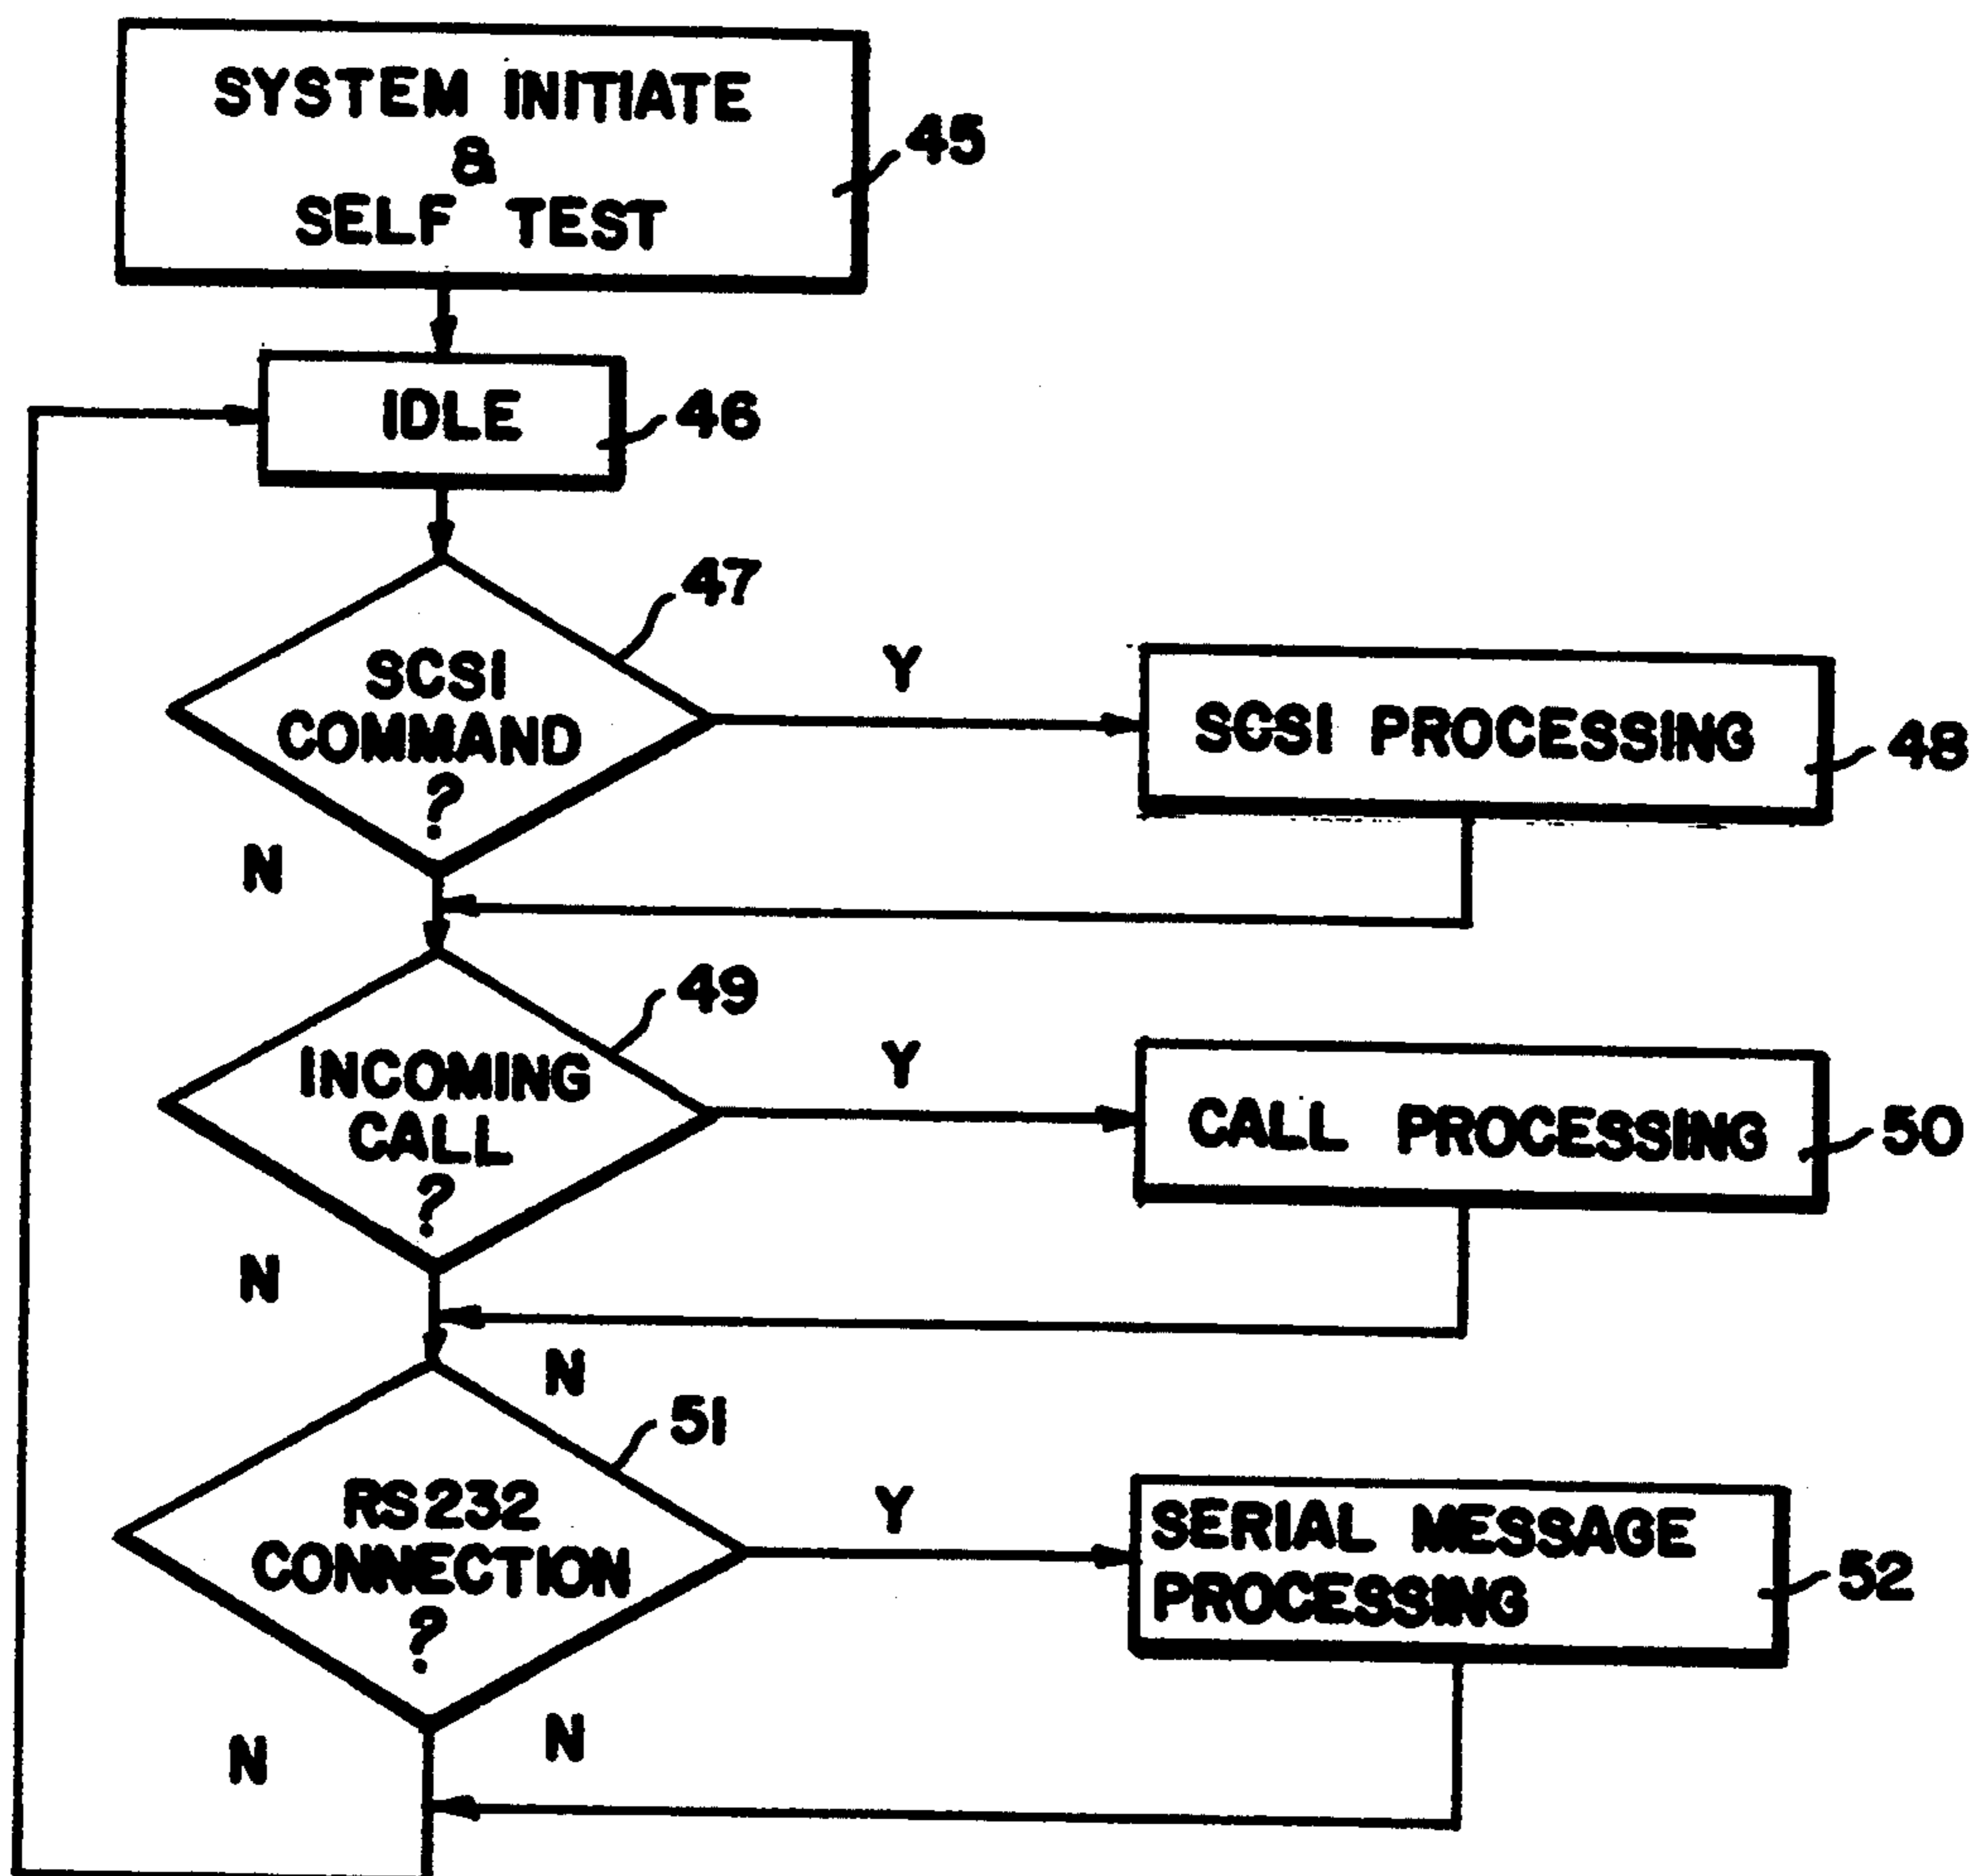 SYSTEM INITIATE
&
SELF TEST
45
IDLE
46
47
SCSI
COMMAND
?
Y
SCSI PROCESSING
48
N
49
INCOMING
CALL
?
Y
CALL PROCESSING
50
N
N
51
RS232
CONNECTION
?
Y
SERIAL MESSAGE
PROCESSING
52
N
N